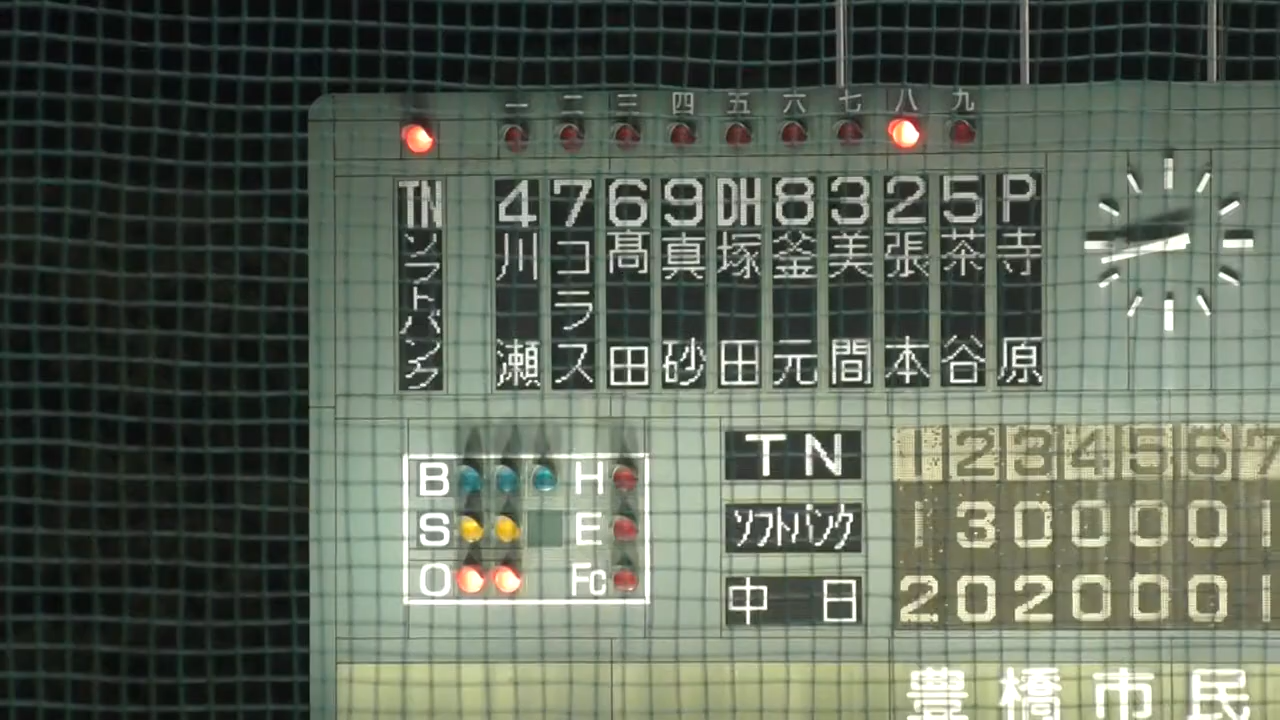 一 二 三 四 五 六 七 八 九
TN 4 7 6 9 DH 8 3 2 5 P
ソフトバンク
川瀬
コラス
髙田
真砂
塚田
釜元
美間
張本
茶谷
寺原
B H
S E
O Fc
TN 1 2 3 4 5 6 7
ソフトバンク 1 3 0 0 0 0 1
中日 2 0 2 0 0 0 1
豊橋市民